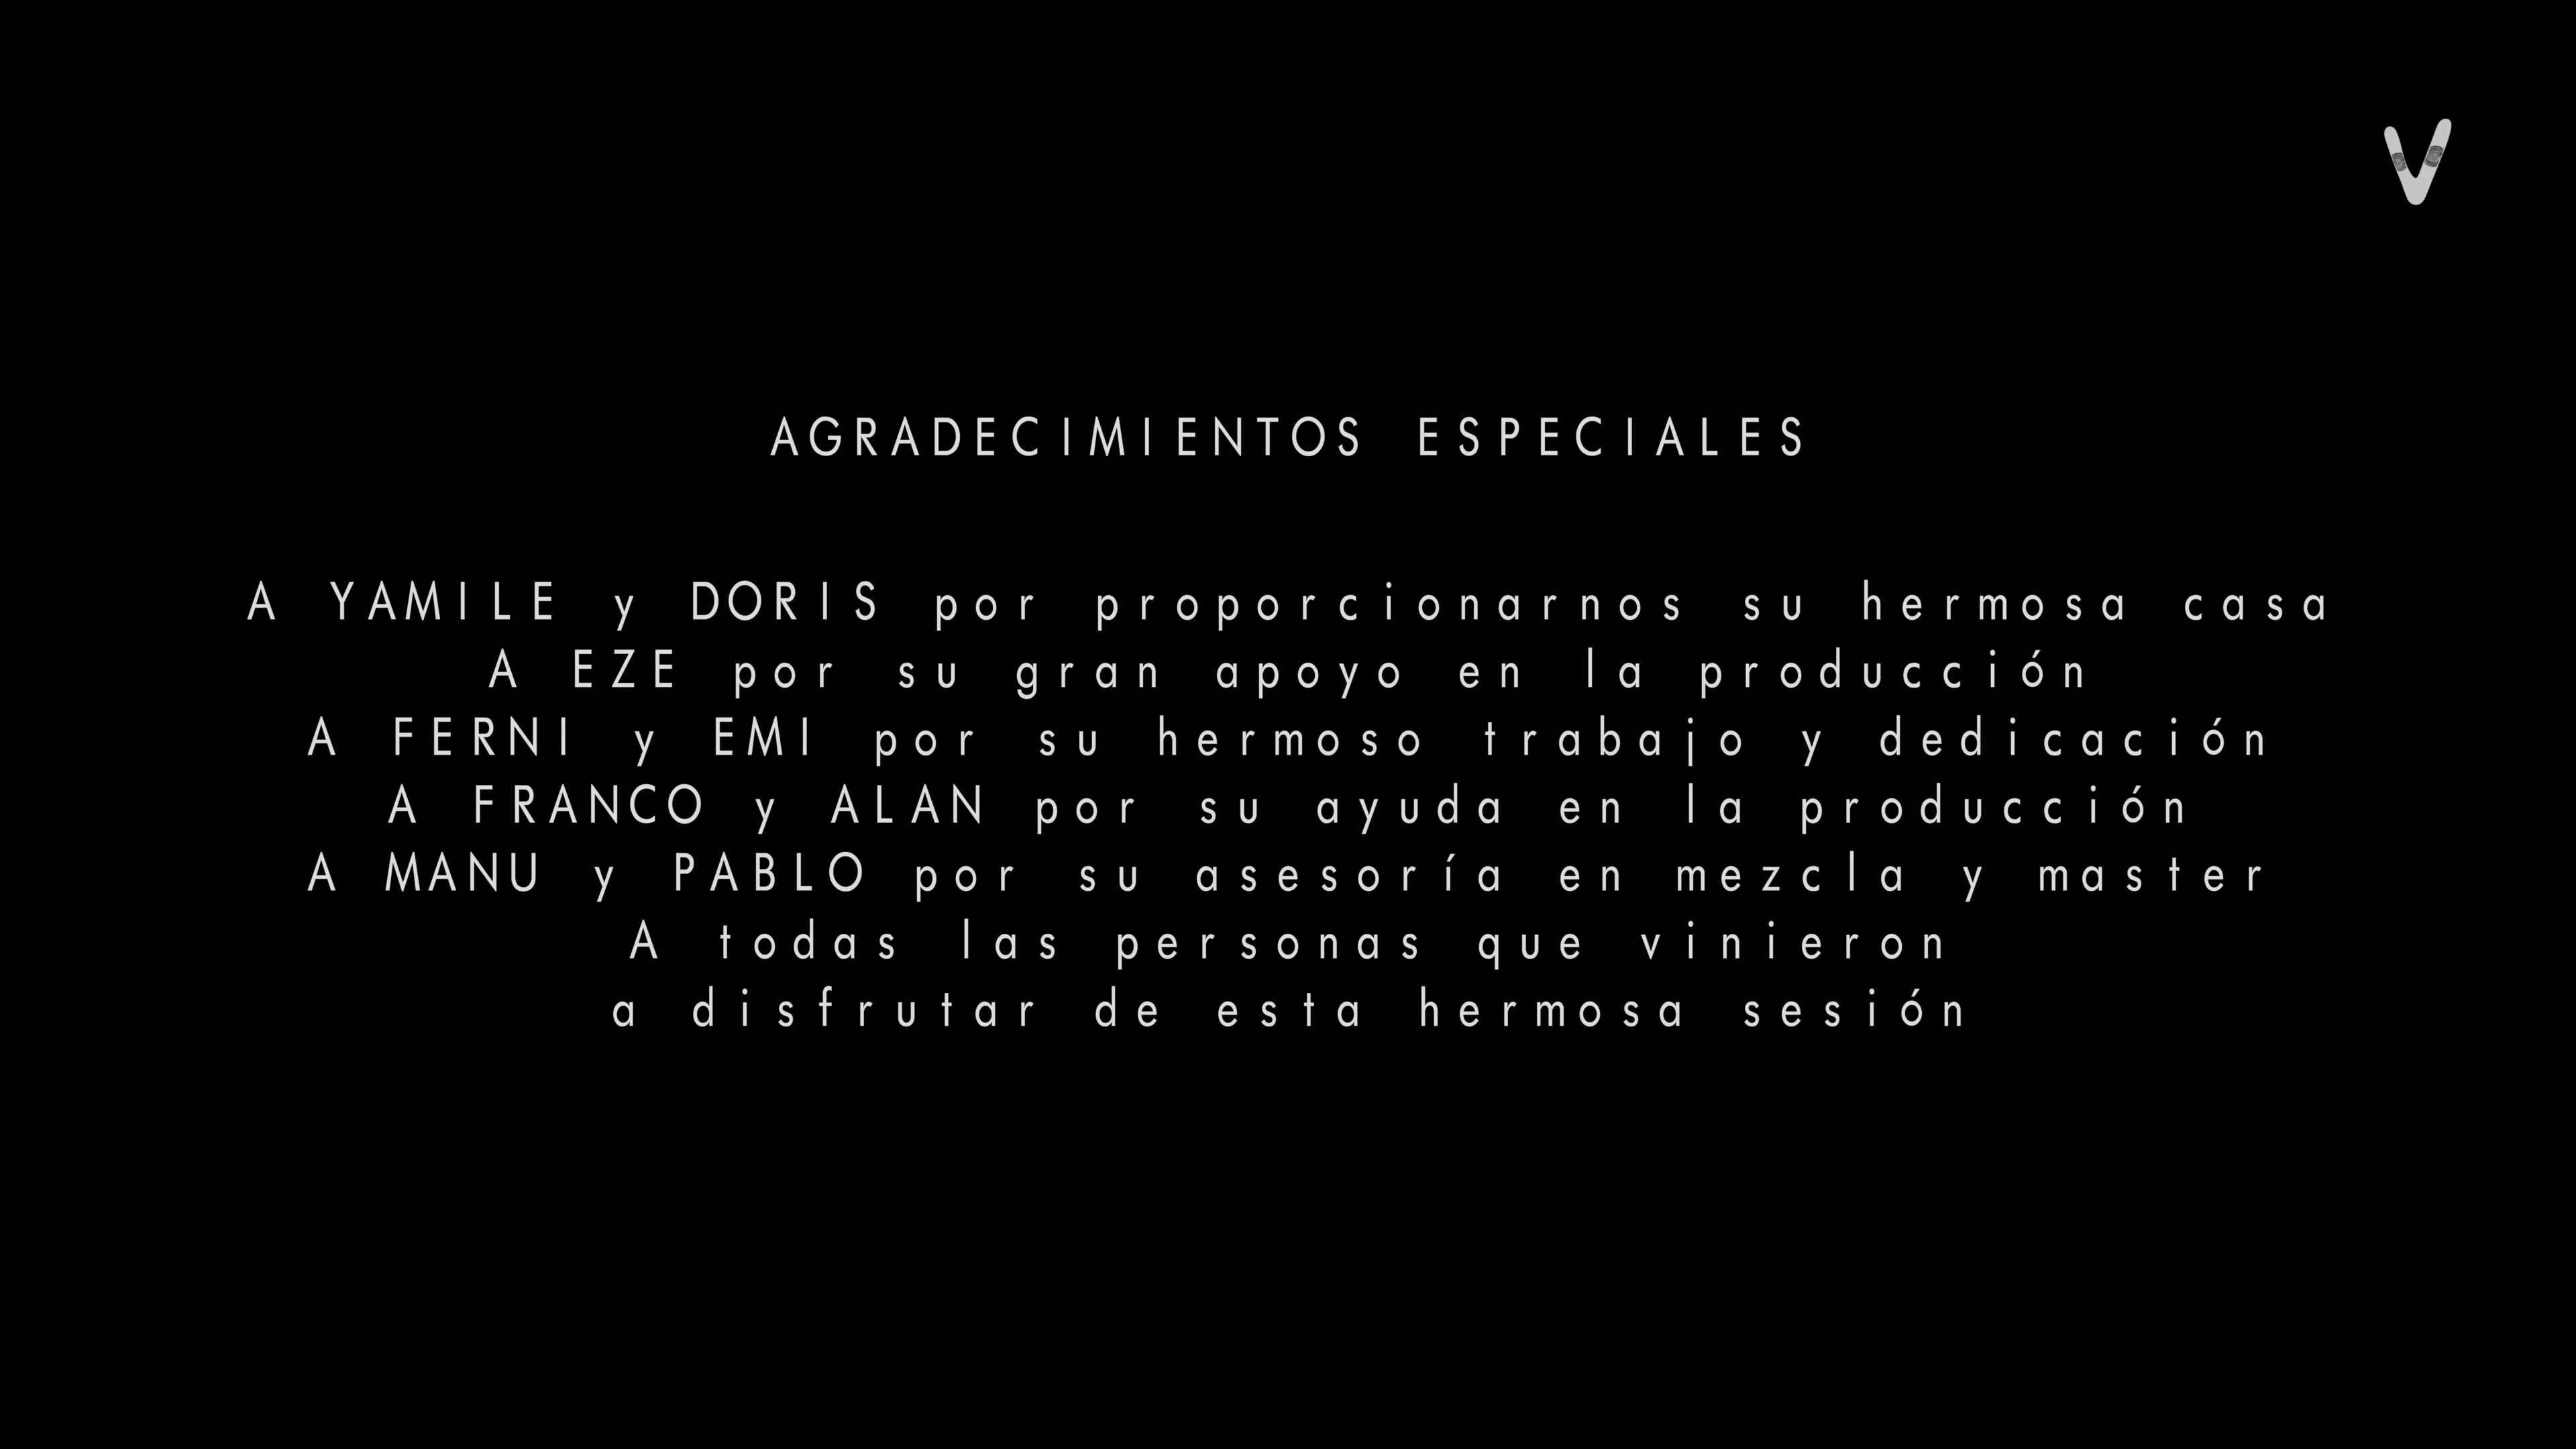 V
AGRADECIMIENTOS ESPECIALES
A YAMILE y DORIS por proporcionarnos su hermosa casa
A EZE por su gran apoyo en la producción
A FERNI y EMI por su hermoso trabajo y dedicación
A FRANCO y ALAN por su ayuda en la producción
A MANU y PABLO por su asesoría en mezcla y master
A todas las personas que vinieron
a disfrutar de esta hermosa sesión